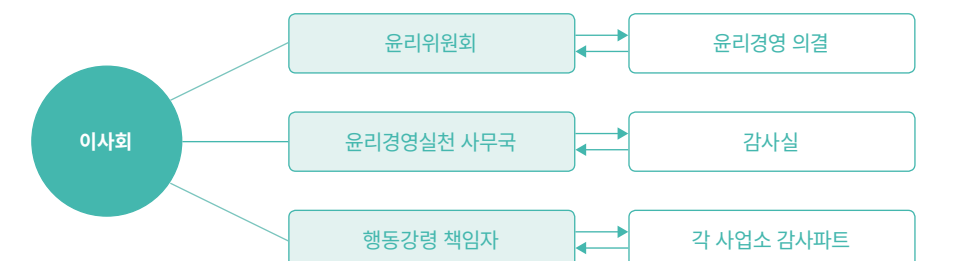 이사회
윤리위원회
윤리경영 의결
윤리경영실천 사무국
감사실
행동강령 책임자
각 사업소 감사파트